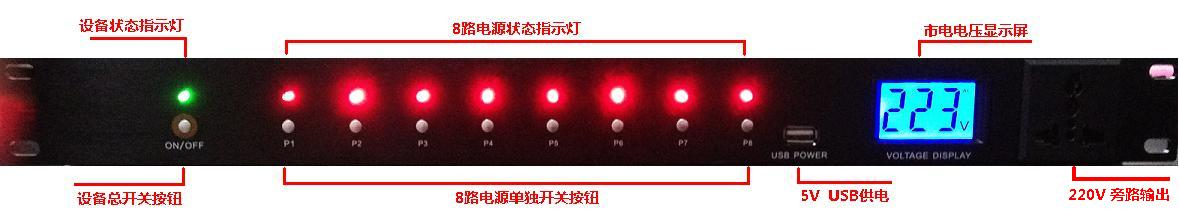 设备状态指示灯
8路电源状态指示灯
市电电压显示屏
223V
ON/OFF
P1 P2 P3 P4 P5 P6 P7 P8
USB POWER
VOLTAGE DISPLAY
设备总开关按钮
8路电源单独开关按钮
5V USB供电
220V 旁路输出